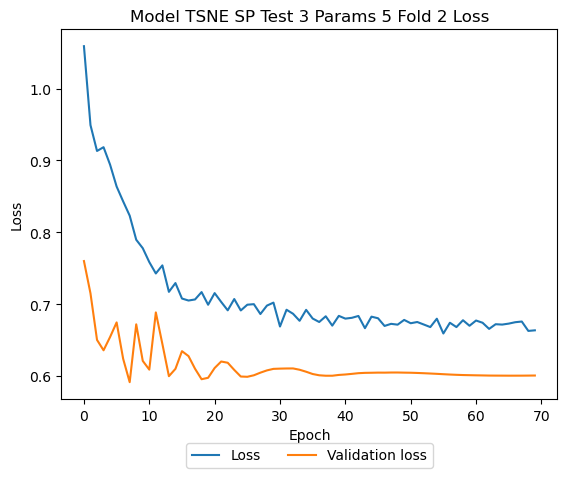 Model TSNE SP Test 3 Params 5 Fold 2 Loss
Loss
1.0
0.9
0.8
0.7
0.6
0 10 20 30 40 50 60 70
Epoch
Loss Validation loss